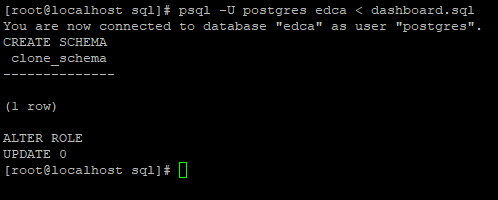 [root@localhost sql]# psql -U postgres edca < dashboard.sql
You are now connected to database "edca" as user "postgres".
CREATE SCHEMA
 clone_schema
--------------

(1 row)

ALTER ROLE
UPDATE 0
[root@localhost sql]#